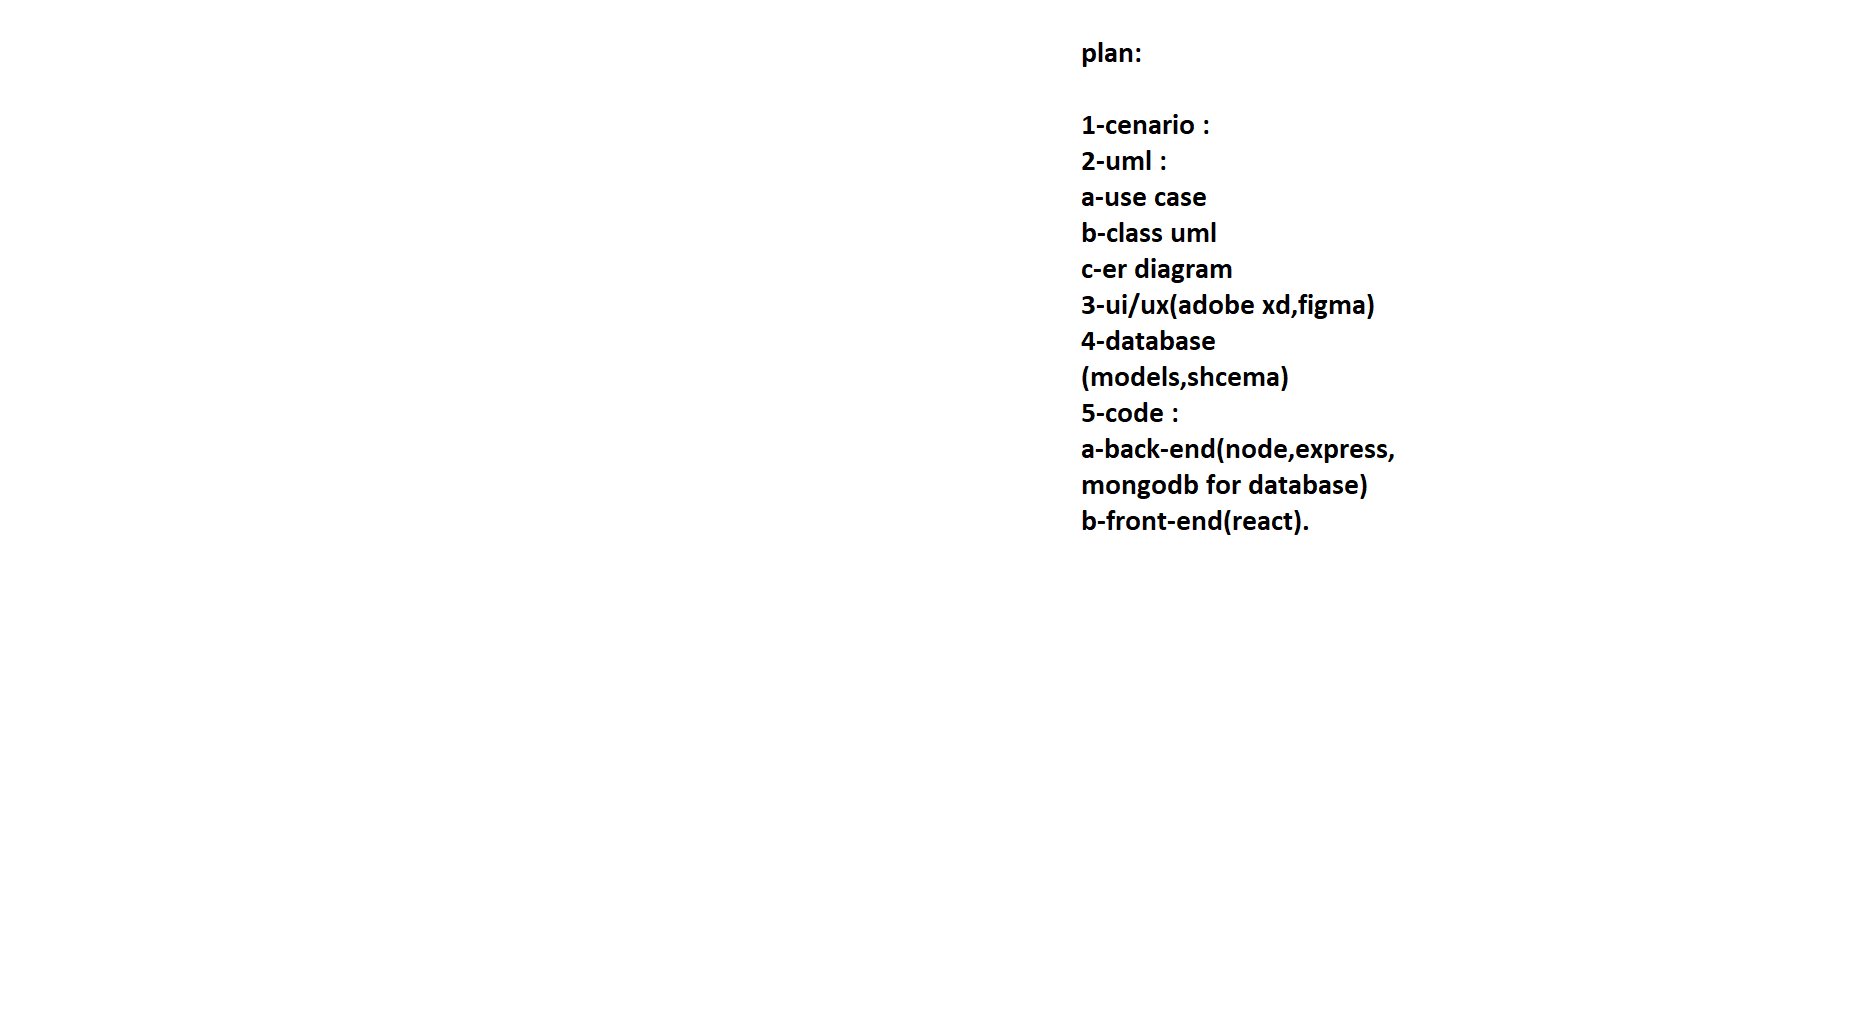 plan:
1-cenario :
2-uml :
a-use case
b-class uml
c-er diagram
3-ui/ux(adobe xd,figma)
4-database
(models,shcema)
5-code :
a-back-end(node,express,
mongodb for database)
b-front-end(react).